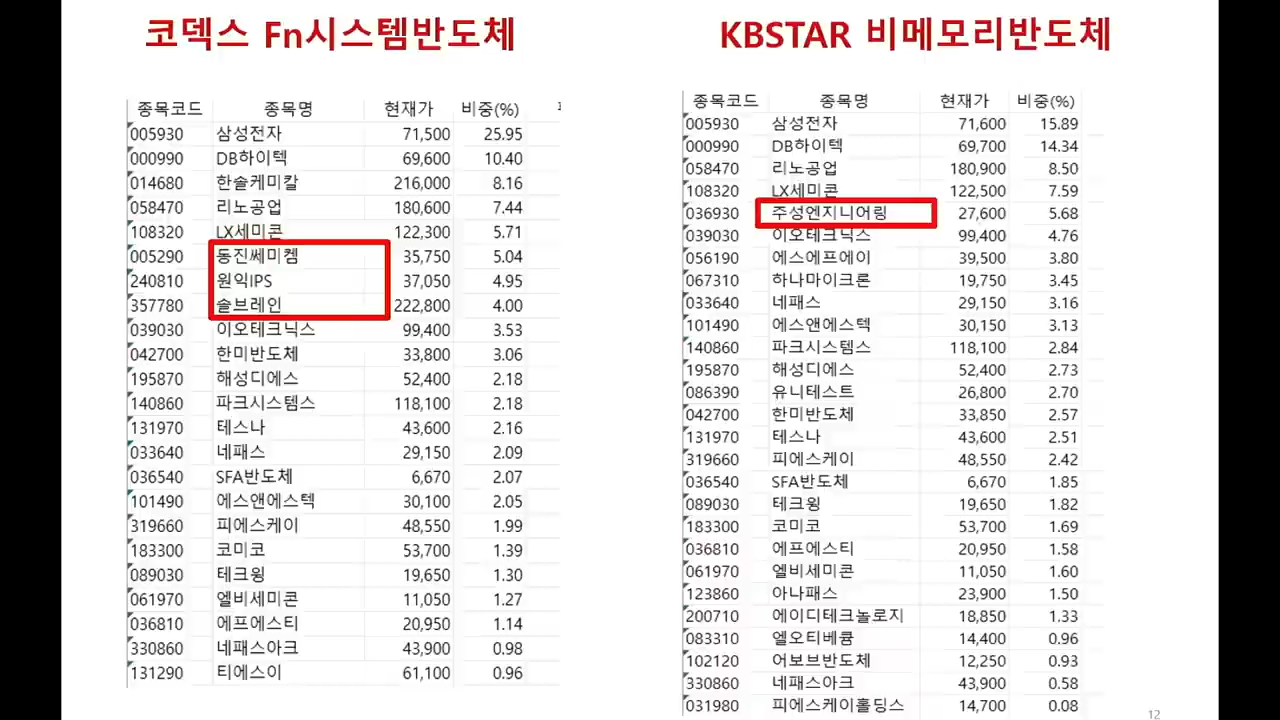 코덱스 Fn시스템반도체
종목코드 종목명 현재가 비중(%)
005930 삼성전자 71,500 25.95
000990 DB하이텍 69,600 10.40
014680 한솔케미칼 216,000 8.16
058470 리노공업 180,600 7.44
108320 LX세미콘 122,300 5.71
005290 동진쎄미켐 35,750 5.04
240810 원익IPS 37,050 4.95
357780 솔브레인 222,800 4.00
039030 이오테크닉스 99,400 3.53
042700 한미반도체 33,800 3.06
195870 해성디에스 52,400 2.18
140860 파크시스템스 118,100 2.18
131970 테스나 43,600 2.16
033640 네패스 29,150 2.09
036540 SFA반도체 6,670 2.07
101490 에스앤에스텍 30,100 2.05
319660 피에스케이 48,550 1.99
183300 코미코 53,700 1.39
089030 테크윙 19,650 1.30
061970 엘비세미콘 11,050 1.27
036810 에프에스티 20,950 1.14
330860 네패스아크 43,900 0.98
131290 티에스이 61,100 0.96
KBSTAR 비메모리반도체
종목코드 종목명 현재가 비중(%)
005930 삼성전자 71,600 15.89
000990 DB하이텍 69,700 14.34
058470 리노공업 180,900 8.50
108320 LX세미콘 122,500 7.59
036930 주성엔지니어링 27,600 5.68
039030 이오테크닉스 99,400 4.76
056190 에스에프에이 39,500 3.80
067310 하나마이크론 19,750 3.45
033640 네패스 29,150 3.16
101490 에스앤에스텍 30,150 3.13
140860 파크시스템스 118,100 2.84
195870 해성디에스 52,400 2.73
086390 유니테스트 26,800 2.70
042700 한미반도체 33,850 2.57
131970 테스나 43,600 2.51
319660 피에스케이 48,550 2.42
036540 SFA반도체 6,670 1.85
089030 테크윙 19,650 1.82
183300 코미코 53,700 1.69
036810 에프에스티 20,950 1.58
061970 엘비세미콘 11,050 1.60
123860 아나패스 23,900 1.50
200710 에이디테크놀로지 18,850 1.33
083310 엘오티베큠 14,400 0.96
102120 어보브반도체 12,250 0.93
330860 네패스아크 43,900 0.58
031980 피에스케이홀딩스 14,700 0.08
12